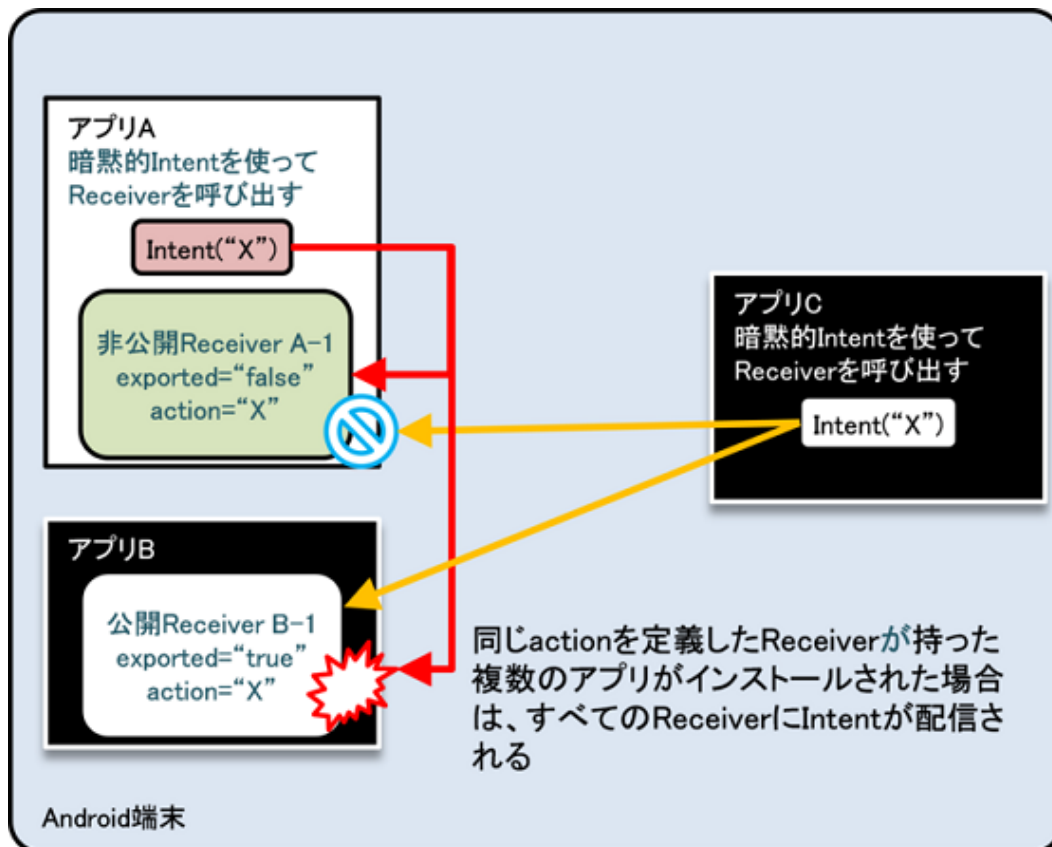 アプリA
暗黙的Intentを使って
Receiverを呼び出す
Intent(“X”)
非公開Receiver A-1
exported=“false”
action=“X”
アプリC
暗黙的Intentを使って
Receiverを呼び出す
Intent(“X”)
アプリB
公開Receiver B-1
exported=“true”
action=“X”
同じactionを定義したReceiverが持った
複数のアプリがインストールされた場合
は、すべてのReceiverにIntentが配信さ
れる
Android端末